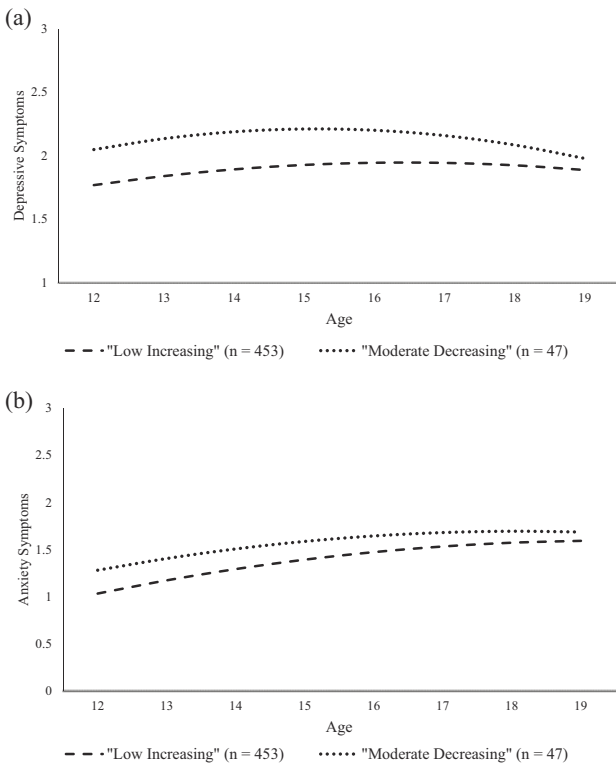 (a)
3
2.5
2
1.5
1
Depressive Symptoms
12 13 14 15 16 17 18 19
Age
"Low Increasing" (n = 453) "Moderate Decreasing" (n = 47)
(b)
3
2.5
2
1.5
1
0.5
0
Anxiety Symptoms
12 13 14 15 16 17 18 19
Age
"Low Increasing" (n = 453) "Moderate Decreasing" (n = 47)